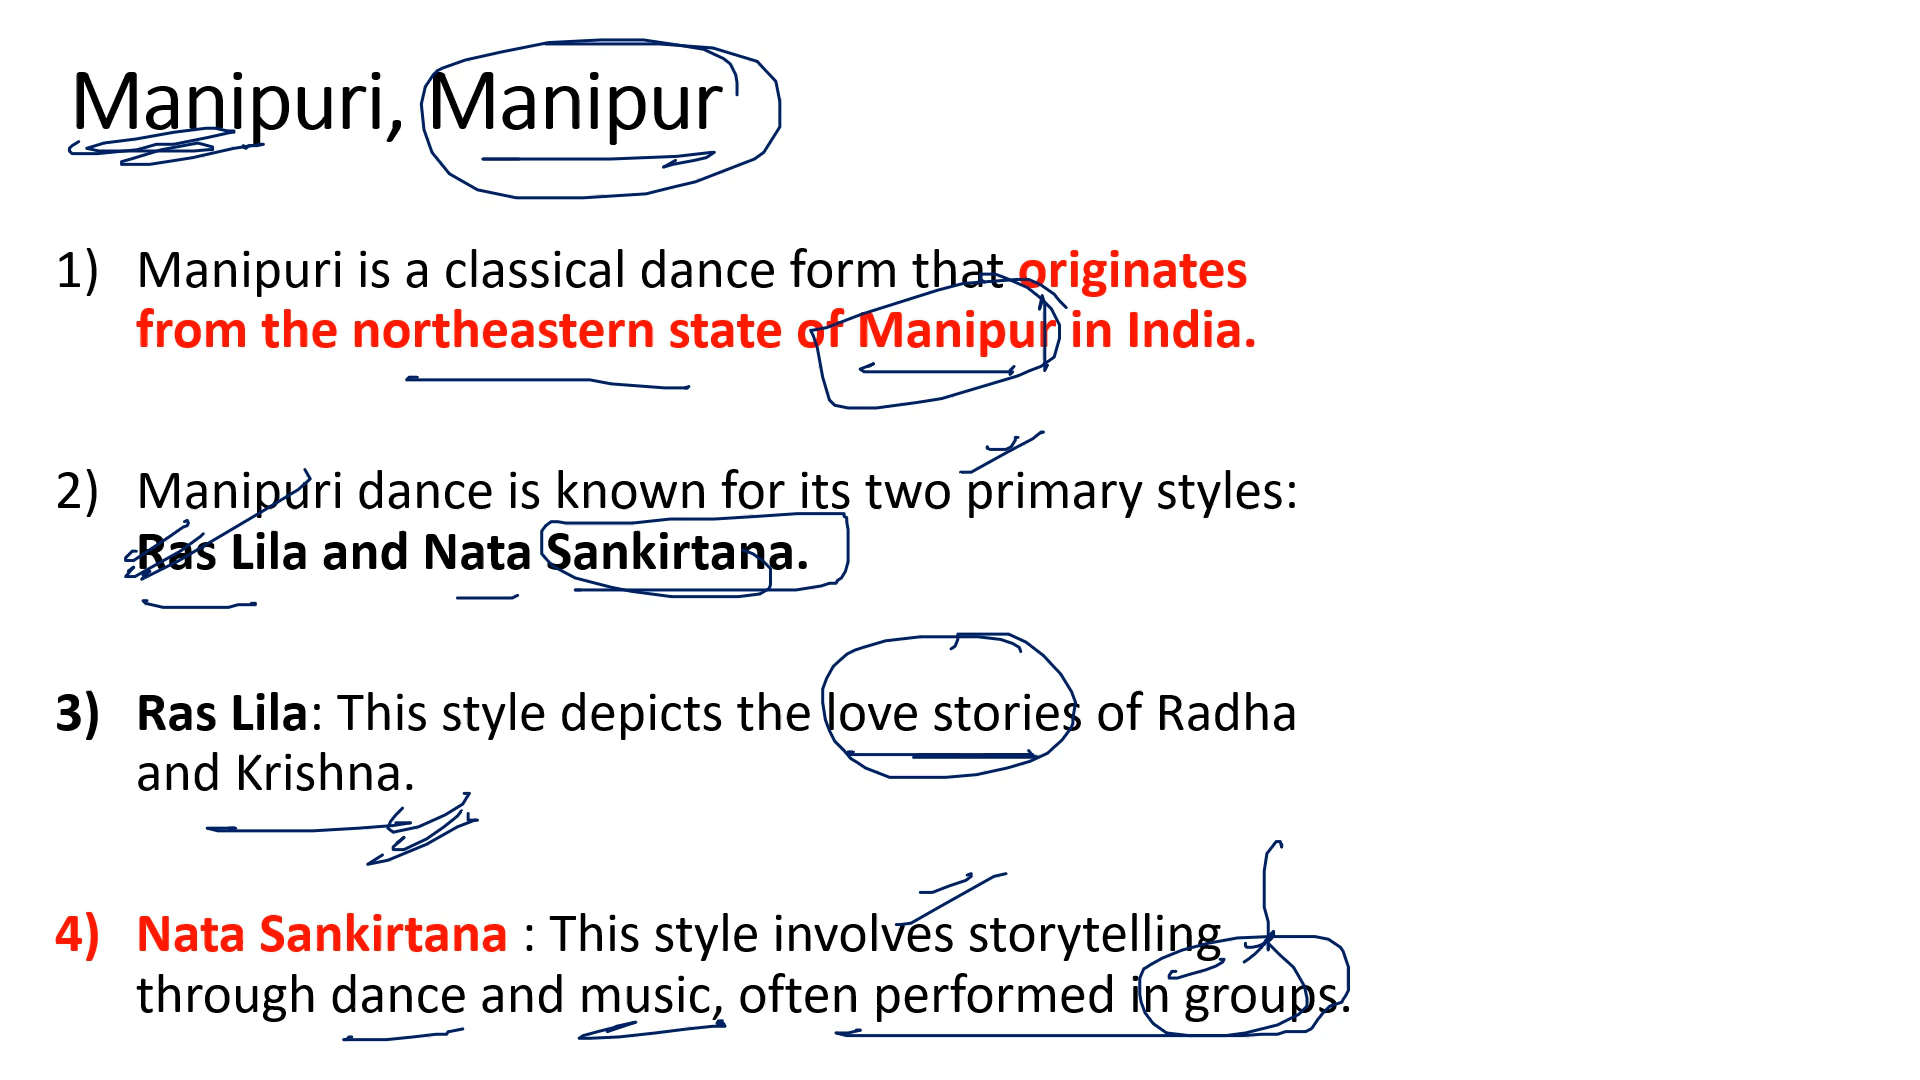 Manipuri, Manipur
1) Manipuri is a classical dance form that originates
from the northeastern state of Manipur in India.
2) Manipuri dance is known for its two primary styles:
Ras Lila and Nata Sankirtana.
3) Ras Lila: This style depicts the love stories of Radha
and Krishna.
4) Nata Sankirtana : This style involves storytelling
through dance and music, often performed in groups.